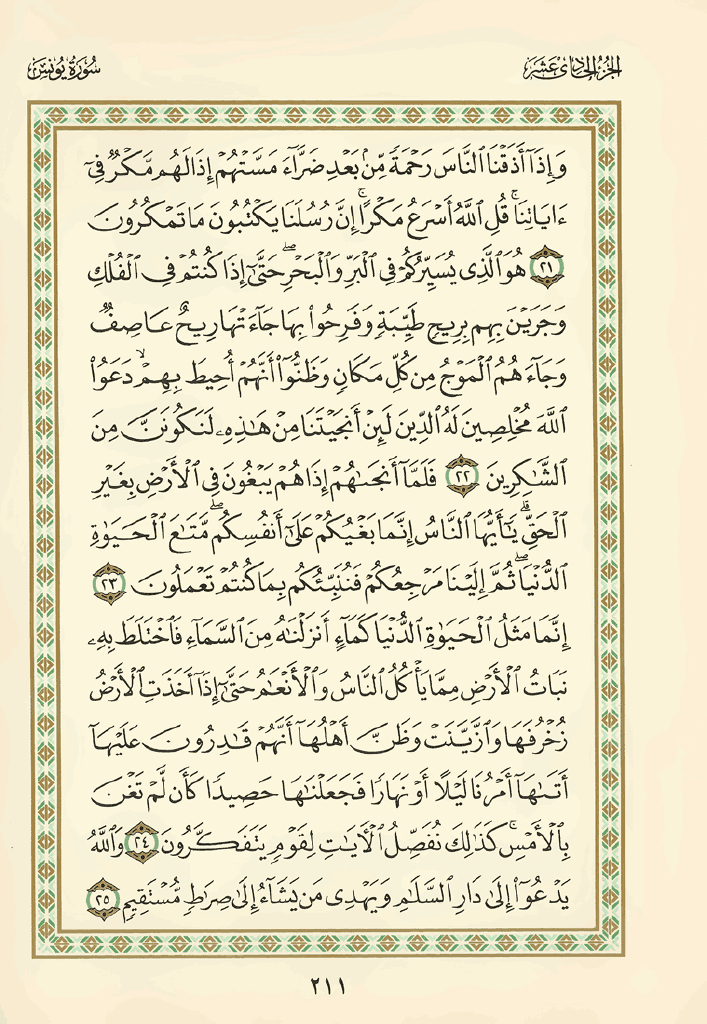 الجزء الحادي عشر
سورة يونس
وَإِذَآ أَذَقْنَا ٱلنَّاسَ رَحْمَةً مِّنۢ بَعْدِ ضَرَّآءَ مَسَّتْهُمْ إِذَا لَهُم مَّكْرٌ فِىٓ
ءَايَاتِنَا ۚ قُلِ ٱللَّهُ أَسْرَعُ مَكْرًا ۚ إِنَّ رُسُلَنَا يَكْتُبُونَ مَا تَمْكُرُونَ
٢١ هُوَ ٱلَّذِى يُسَيِّرُكُمْ فِى ٱلْبَرِّ وَٱلْبَحْرِ ۖ حَتَّىٰٓ إِذَا كُنتُمْ فِى ٱلْفُلْكِ
وَجَرَيْنَ بِهِم بِرِيحٍ طَيِّبَةٍ وَفَرِحُوا۟ بِهَا جَآءَتْهَا رِيحٌ عَاصِفٌ
وَجَآءَهُمُ ٱلْمَوْجُ مِن كُلِّ مَكَانٍ وَظَنُّوٓا۟ أَنَّهُمْ أُحِيطَ بِهِمْ ۙ دَعَوُا۟
ٱللَّهَ مُخْلِصِينَ لَهُ ٱلدِّينَ لَئِنْ أَنجَيْتَنَا مِنْ هَٰذِهِۦ لَنَكُونَنَّ مِنَ
ٱلشَّٰكِرِينَ ٢٢ فَلَمَّآ أَنجَىٰهُمْ إِذَا هُمْ يَبْغُونَ فِى ٱلْأَرْضِ بِغَيْرِ
ٱلْحَقِّ ۗ يَٰٓأَيُّهَا ٱلنَّاسُ إِنَّمَا بَغْيُكُمْ عَلَىٰٓ أَنفُسِكُم ۖ مَّتَٰعَ ٱلْحَيَوٰةِ
ٱلدُّنْيَا ۖ ثُمَّ إِلَيْنَا مَرْجِعُكُمْ فَنُنَبِّئُكُم بِمَا كُنتُمْ تَعْمَلُونَ ٢٣
إِنَّمَا مَثَلُ ٱلْحَيَوٰةِ ٱلدُّنْيَا كَمَآءٍ أَنزَلْنَٰهُ مِنَ ٱلسَّمَآءِ فَٱخْتَلَطَ بِهِۦ
نَبَاتُ ٱلْأَرْضِ مِمَّا يَأْكُلُ ٱلنَّاسُ وَٱلْأَنْعَٰمُ حَتَّىٰٓ إِذَآ أَخَذَتِ ٱلْأَرْضُ
زُخْرُفَهَا وَٱزَّيَّنَتْ وَظَنَّ أَهْلُهَآ أَنَّهُمْ قَٰدِرُونَ عَلَيْهَآ
أَتَىٰهَآ أَمْرُنَا لَيْلًا أَوْ نَهَارًا فَجَعَلْنَٰهَا حَصِيدًا كَأَن لَّمْ تَغْنَ
بِٱلْأَمْسِ ۚ كَذَٰلِكَ نُفَصِّلُ ٱلْءَايَٰتِ لِقَوْمٍ يَتَفَكَّرُونَ ٢٤ وَٱللَّهُ
يَدْعُوٓا۟ إِلَىٰ دَارِ ٱلسَّلَٰمِ وَيَهْدِى مَن يَشَآءُ إِلَىٰ صِرَٰطٍ مُّسْتَقِيمٍ ٢٥
٢١١